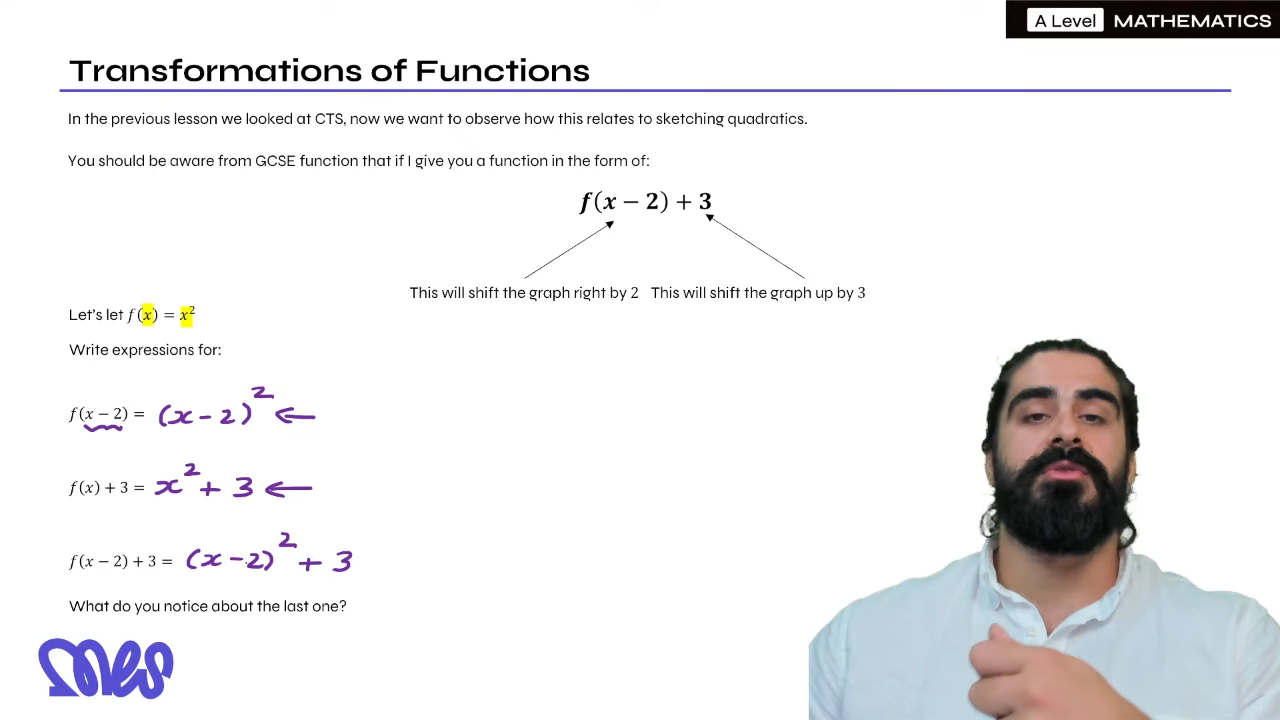 A Level MATHEMATICS
Transformations of Functions
In the previous lesson we looked at CTS, now we want to observe how this relates to sketching quadratics.
You should be aware from GCSE function that if I give you a function in the form of:
f(x − 2) + 3
This will shift the graph right by 2 This will shift the graph up by 3
Let's let f(x) = x²
Write expressions for:
f(x − 2) = (x − 2)²
f(x) + 3 = x² + 3
f(x − 2) + 3 = (x − 2)² + 3
What do you notice about the last one?